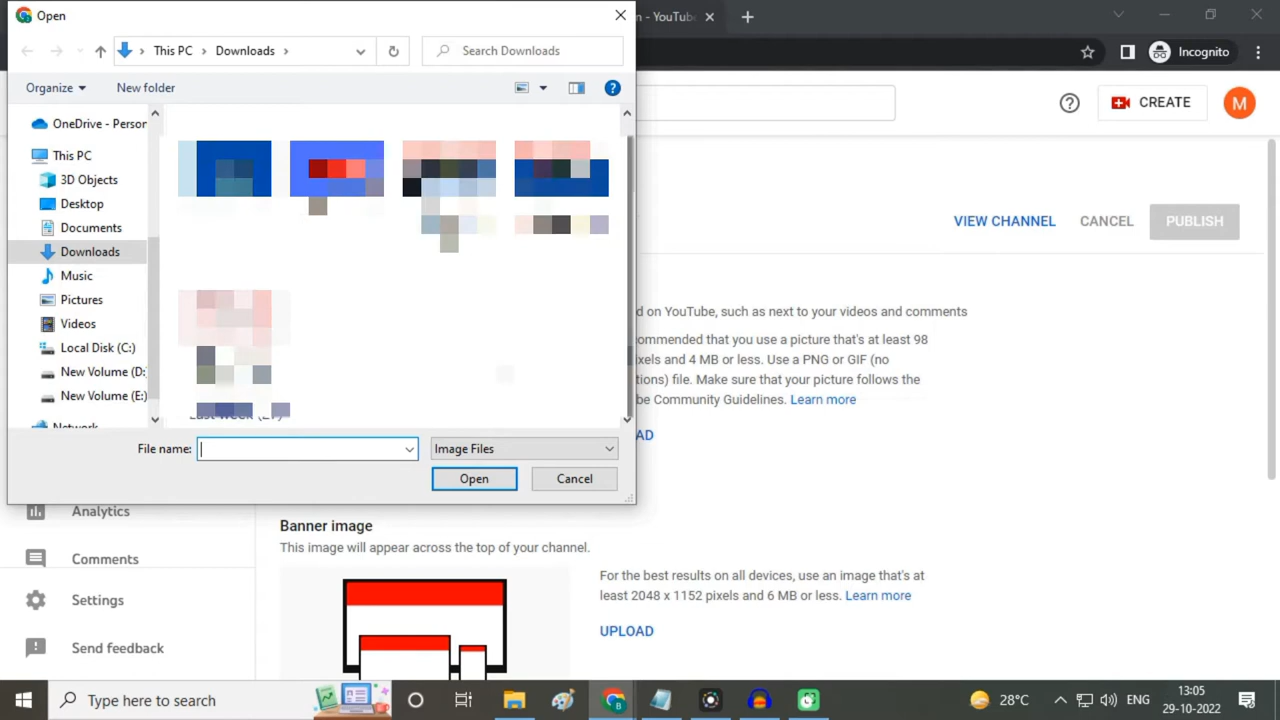 Open
n - YouTube
This PC
Downloads
Search Downloads
Incognito
Organize
New folder
CREATE
M
OneDrive - Person
This PC
3D Objects
Desktop
Documents
Downloads
Music
Pictures
Videos
Local Disk (C:)
New Volume (D:
New Volume (E:)
Network
Last week (27)
VIEW CHANNEL
CANCEL
PUBLISH
d on YouTube, such as next to your videos and comments
ommended that you use a picture that's at least 98
ixels and 4 MB or less. Use a PNG or GIF (no
tions) file. Make sure that your picture follows the
be Community Guidelines. Learn more
AD
File name:
Image Files
Open
Cancel
Analytics
Comments
Settings
Send feedback
Banner image
This image will appear across the top of your channel.
For the best results on all devices, use an image that's at
least 2048 x 1152 pixels and 6 MB or less. Learn more
UPLOAD
Type here to search
28°C
ENG
13:05
29-10-2022